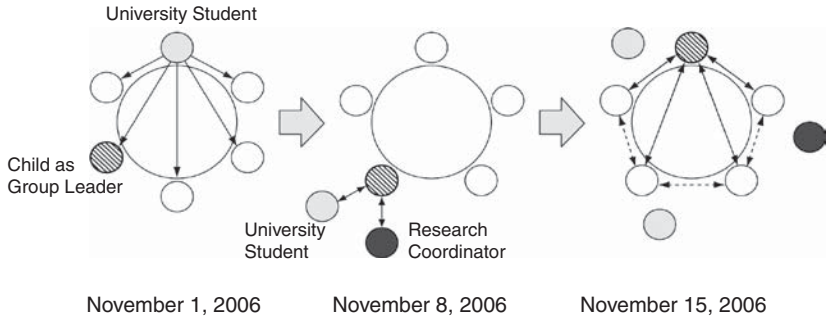 University Student
Child as
Group Leader
University
Student
Research
Coordinator
November 1, 2006
November 8, 2006
November 15, 2006